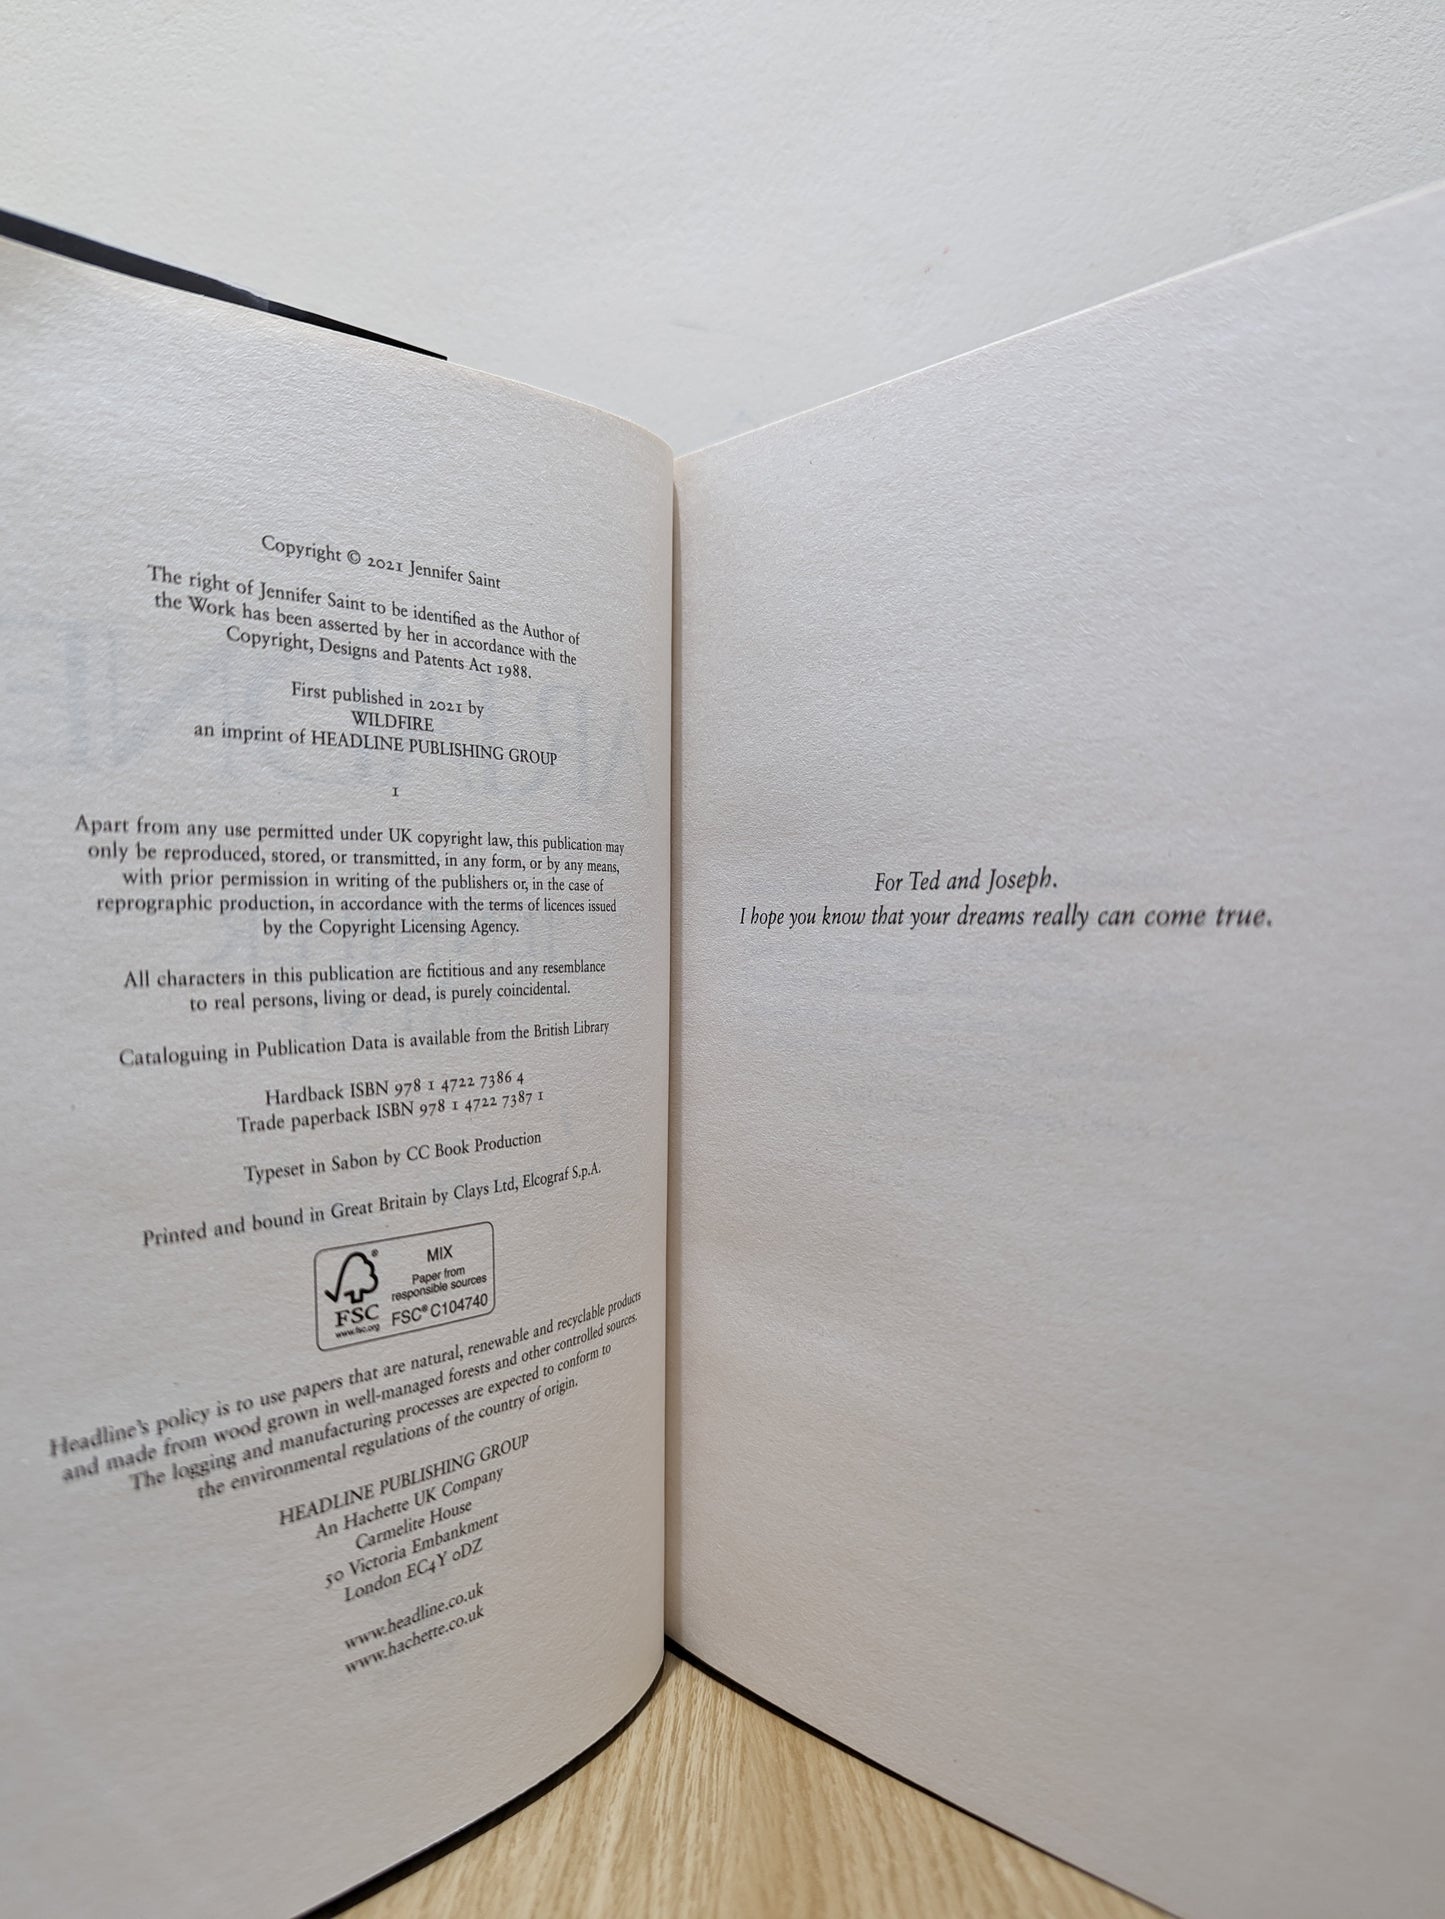 Copyright © 2021 Jennifer Saint
The right of Jennifer Saint to be identified as the Author of
the Work has been asserted by her in accordance with the
Copyright, Designs and Patents Act 1988.
First published in 2021 by
WILDFIRE
an imprint of HEADLINE PUBLISHING GROUP
1
Apart from any use permitted under UK copyright law, this publication may
only be reproduced, stored, or transmitted, in any form, or by any means,
with prior permission in writing of the publishers or, in the case of
reprographic production, in accordance with the terms of licences issued
by the Copyright Licensing Agency.
All characters in this publication are fictitious and any resemblance
to real persons, living or dead, is purely coincidental.
Cataloguing in Publication Data is available from the British Library
Hardback ISBN 978 1 4722 7386 4
Trade paperback ISBN 978 1 4722 7387 1
Typeset in Sabon by CC Book Production
Printed and bound in Great Britain by Clays Ltd, Elcograf S.p.A.
MIX
Paper from
responsible sources
FSC® C104740
®
FSC
www.fsc.org
Headline's policy is to use papers that are natural, renewable and recyclable products
and made from wood grown in well-managed forests and other controlled sources.
The logging and manufacturing processes are expected to conform to
the environmental regulations of the country of origin.
HEADLINE PUBLISHING GROUP
An Hachette UK Company
Carmelite House
50 Victoria Embankment
London EC4Y 0DZ
www.headline.co.uk
www.hachette.co.uk
For Ted and Joseph.
I hope you know that your dreams really can come true.